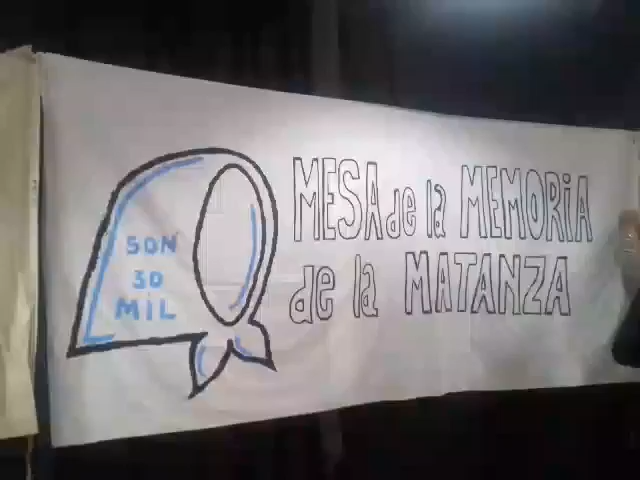 SON
30
MIL
MESA de la MEMORiA
de la MATANZA